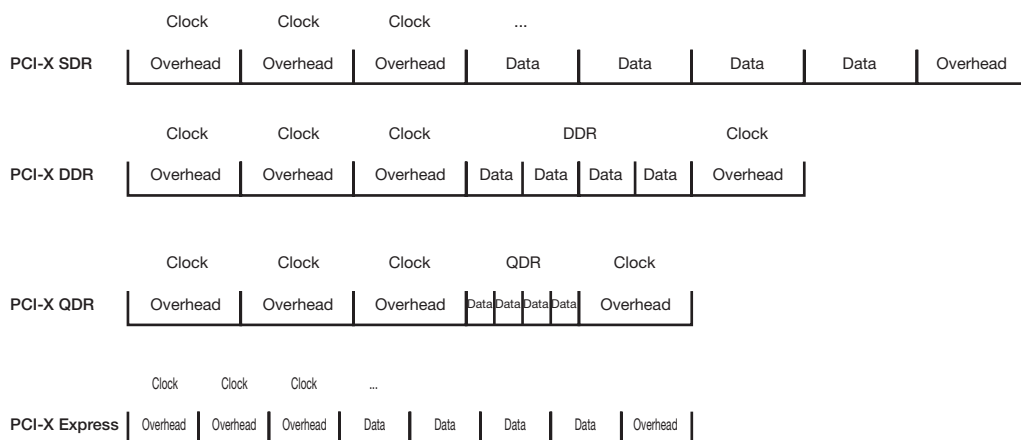 Clock Clock Clock ...
PCI-X SDR Overhead Overhead Overhead Data Data Data Data Overhead
Clock Clock Clock DDR Clock
PCI-X DDR Overhead Overhead Overhead Data Data Data Data Overhead
Clock Clock Clock QDR Clock
PCI-X QDR Overhead Overhead Overhead Data Data Data Data Overhead
Clock Clock Clock ...
PCI-X Express Overhead Overhead Overhead Data Data Data Data Overhead